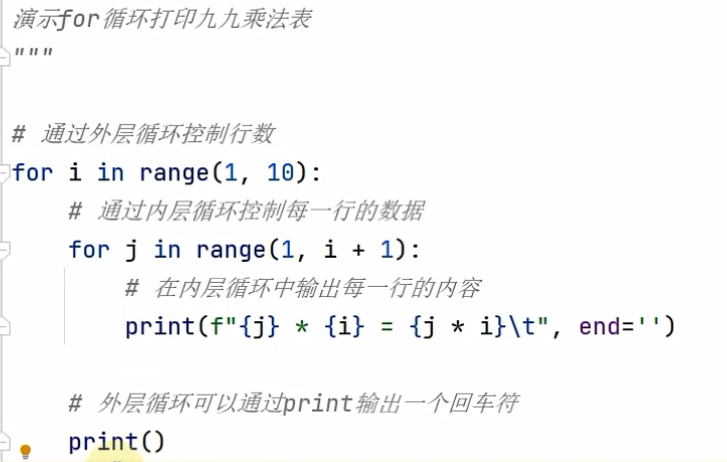 演示for循环打印九九乘法表
"""
# 通过外层循环控制行数
for i in range(1, 10):
    # 通过内层循环控制每一行的数据
    for j in range(1, i + 1):
        # 在内层循环中输出每一行的内容
        print(f"{j} * {i} = {j * i}\t", end='')
    # 外层循环可以通过print输出一个回车符
    print()